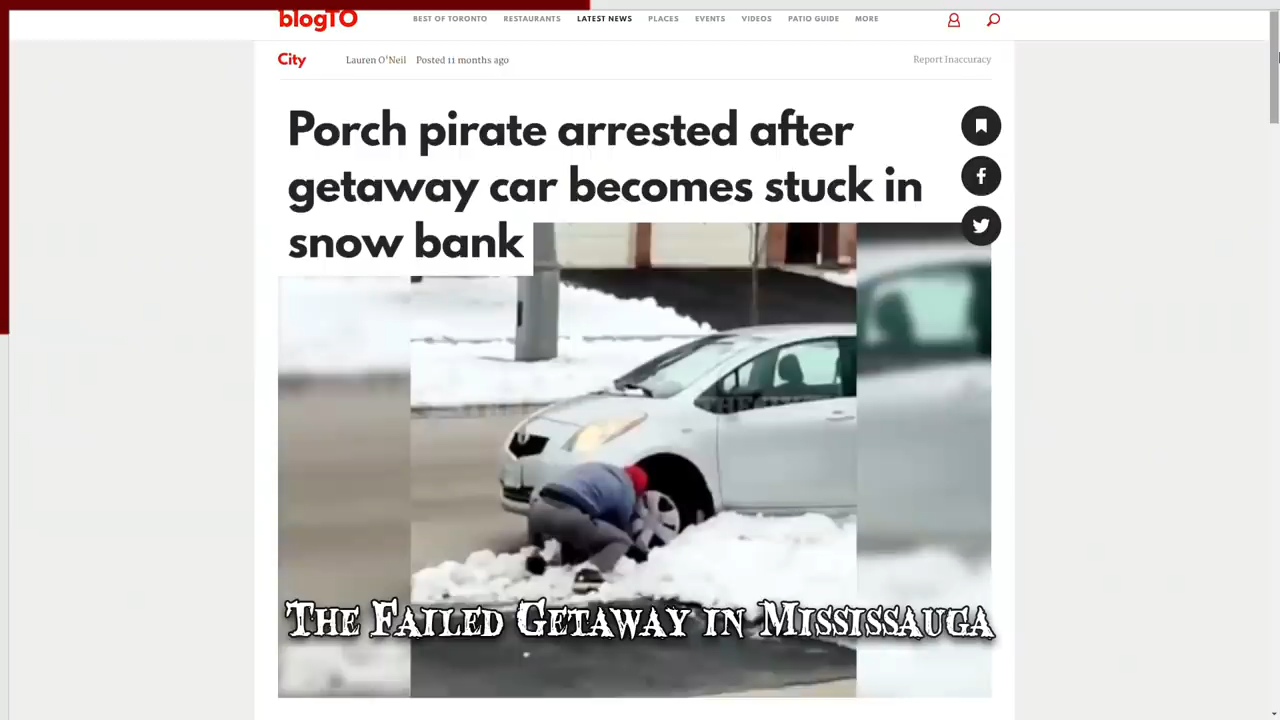 blogTO
BEST OF TORONTO RESTAURANTS LATEST NEWS PLACES EVENTS VIDEOS PATIO GUIDE MORE
City Lauren O'Neil Posted 11 months ago Report Inaccuracy
Porch pirate arrested after
getaway car becomes stuck in
snow bank
The Failed Getaway in Mississauga